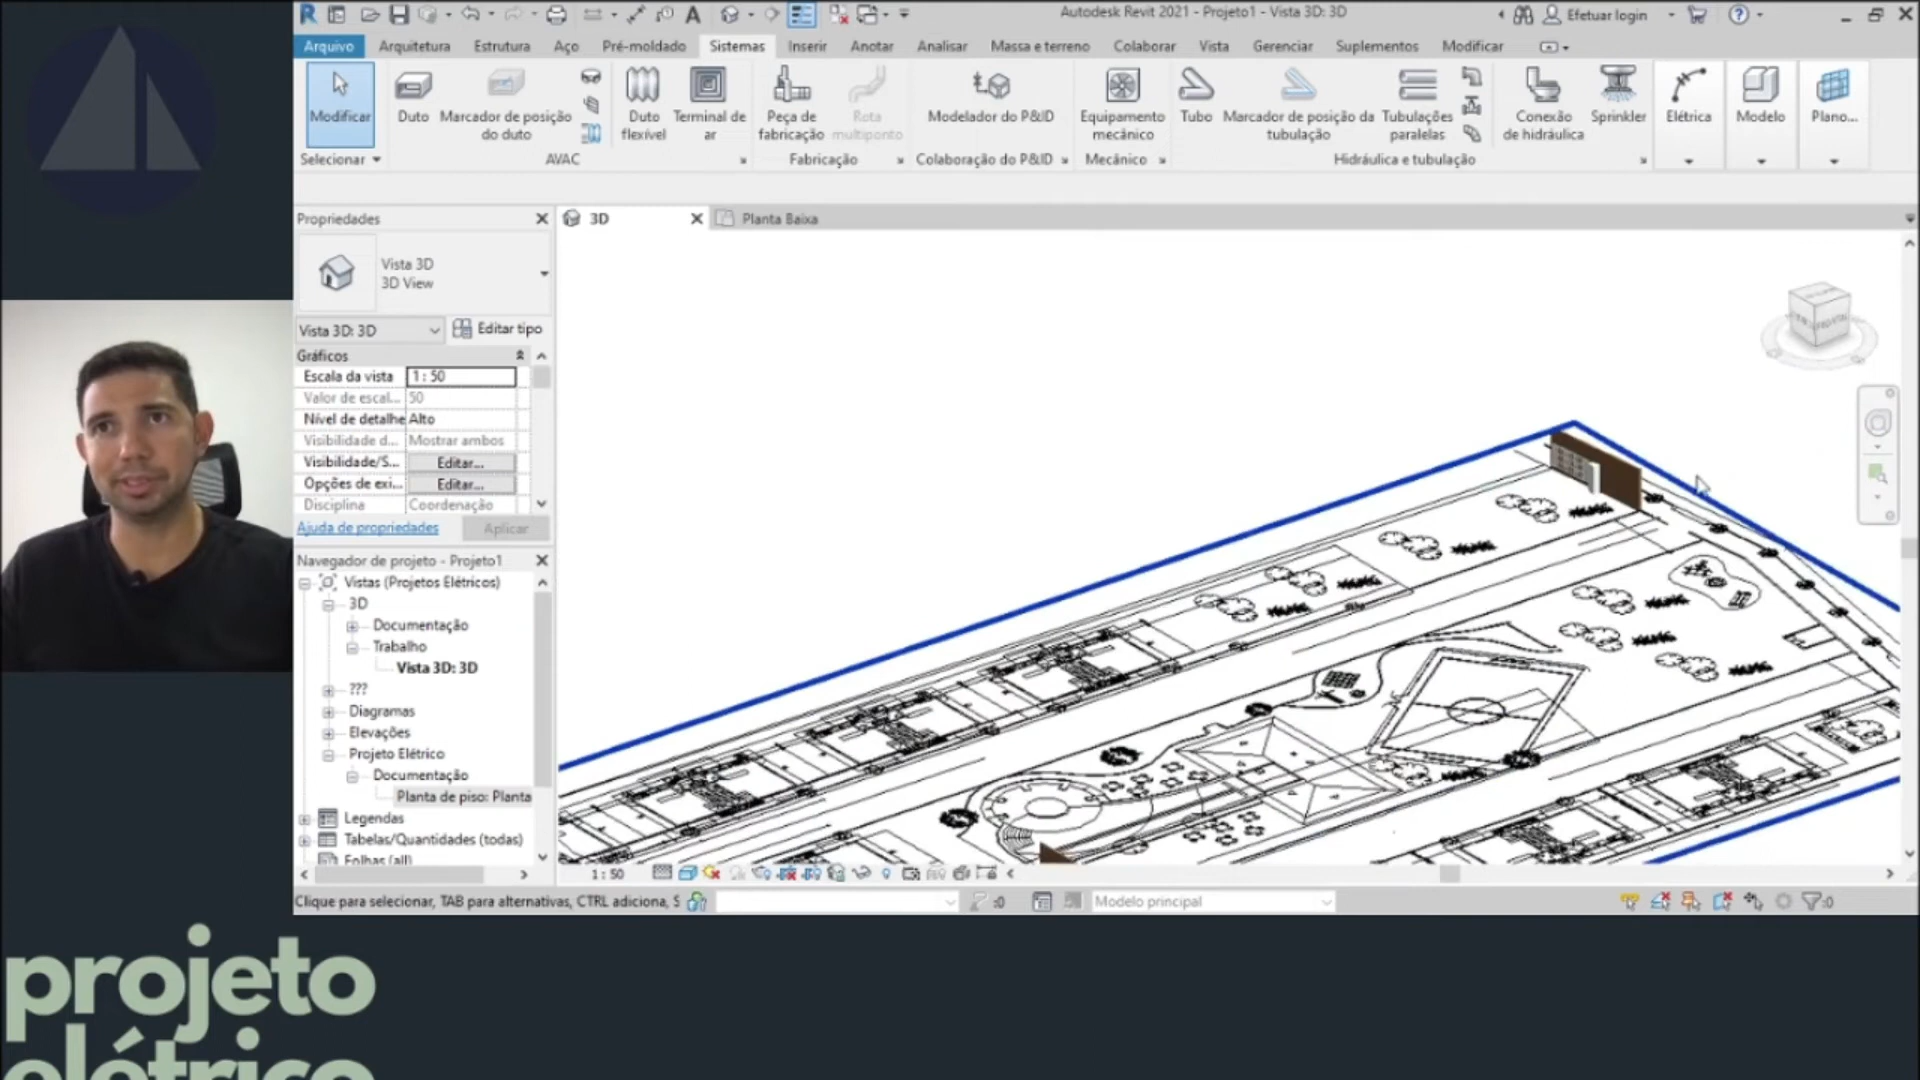 Autodesk Revit 2021 - Projeto1 - Vista 3D: 3D
Efetuar login
Arquivo Arquitetura Estrutura Aço Pré-moldado Sistemas Inserir Anotar Analisar Massa e terreno Colaborar Vista Gerenciar Suplementos Modificar
Modificar
Duto
Marcador de posição do duto
Duto flexível
Terminal de ar
Peça de fabricação
Rota multiponto
Modelador do P&ID
Equipamento mecânico
Tubo
Marcador de posição da tubulação
Tubulações paralelas
Conexão de hidráulica
Sprinkler
Elétrica
Modelo
Plano...
Selecionar
AVAC
Fabricação
Colaboração do P&ID
Mecânico
Hidráulica e tubulação
Propriedades
3D
Planta Baixa
Vista 3D
3D View
Vista 3D: 3D
Editar tipo
Gráficos
Escala da vista 1 : 50
Valor de escal... 50
Nível de detalhe Alto
Visibilidade d... Mostrar ambos
Visibilidade/S... Editar...
Opções de exi... Editar...
Disciplina Coordenação
Ajuda de propriedades
Aplicar
Navegador de projeto - Projeto1
Vistas (Projetos Elétricos)
3D
Documentação
Trabalho
Vista 3D: 3D
???
Diagramas
Elevações
Projeto Elétrico
Documentação
Planta de piso: Planta
Legendas
Tabelas/Quantidades (todas)
Folhas (all)
1 : 50
Clique para selecionar, TAB para alternativas, CTRL adiciona, S
:0
Modelo principal
:0
projeto
elétrico